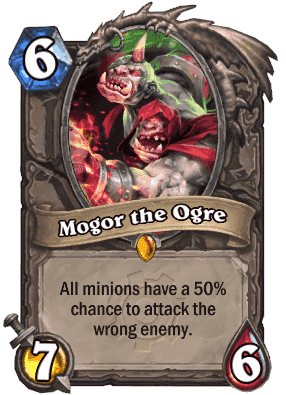 6
Mogor the Ogre
All minions have a 50%
chance to attack the
wrong enemy.
7 6